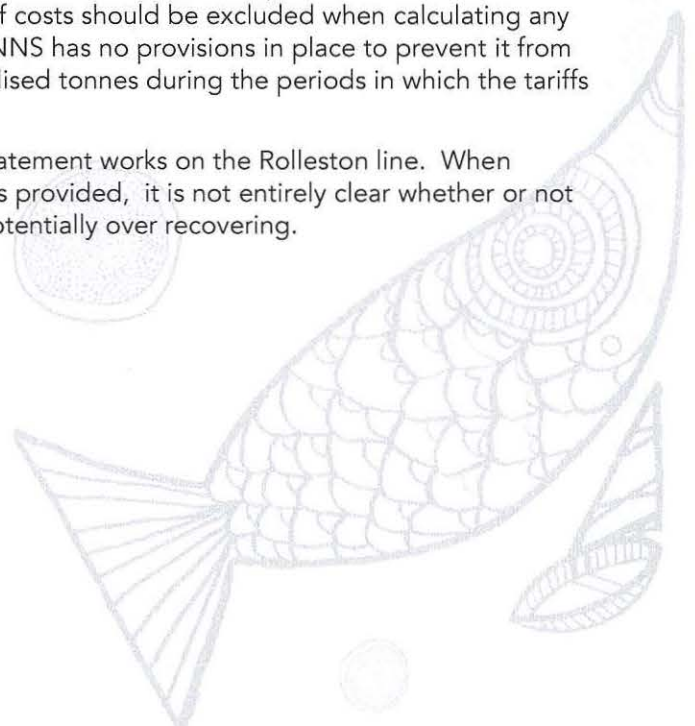 f costs should be excluded when calculating any
NNS has no provisions in place to prevent it from
lised tonnes during the periods in which the tariffs
atement works on the Rolleston line. When
s provided, it is not entirely clear whether or not
otentially over recovering.